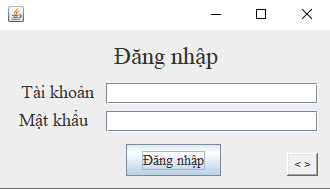 Đăng nhập
Tài khoản
Mật khẩu
Đăng nhập
< >